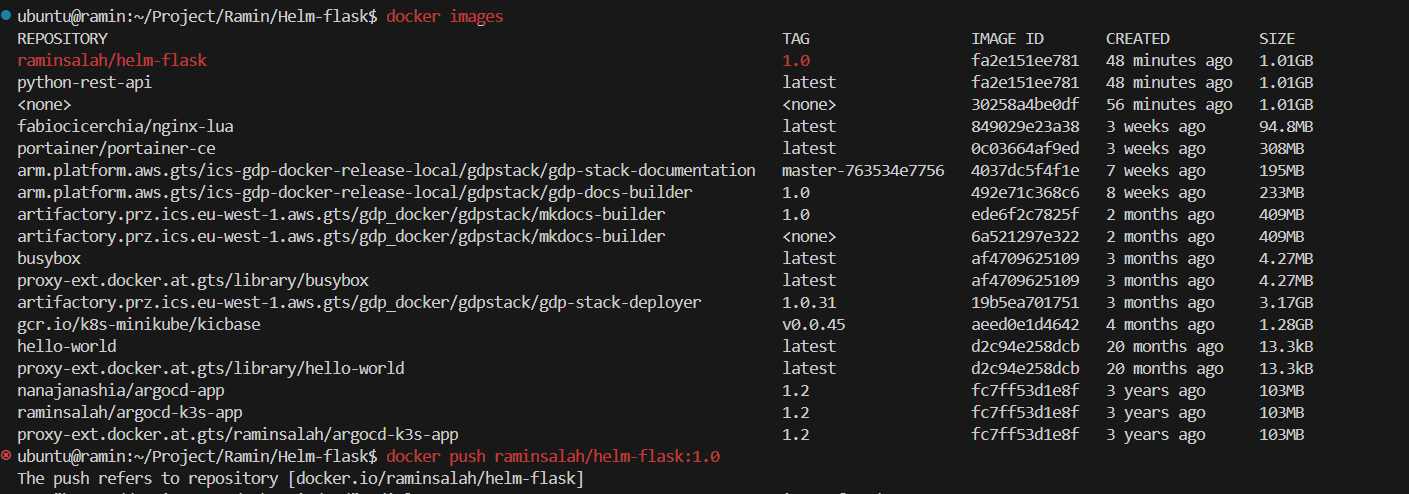 ubuntu@ramin:~/Project/Ramin/Helm-flask$ docker images
REPOSITORY TAG IMAGE ID CREATED SIZE
raminsalah/helm-flask 1.0 fa2e151ee781 48 minutes ago 1.01GB
python-rest-api latest fa2e151ee781 48 minutes ago 1.01GB
<none> <none> 30258a4be0df 56 minutes ago 1.01GB
fabiocicerchia/nginx-lua latest 849029e23a38 3 weeks ago 94.8MB
portainer/portainer-ce latest 0c03664af9ed 3 weeks ago 308MB
arm.platform.aws.gts/ics-gdp-docker-release-local/gdpstack/gdp-stack-documentation master-763534e7756 4037dc5f4f1e 7 weeks ago 195MB
arm.platform.aws.gts/ics-gdp-docker-release-local/gdpstack/gdp-docs-builder 1.0 492e71c368c6 8 weeks ago 233MB
artifactory.prz.ics.eu-west-1.aws.gts/gdp_docker/gdpstack/mkdocs-builder 1.0 ede6f2c7825f 2 months ago 409MB
artifactory.prz.ics.eu-west-1.aws.gts/gdp_docker/gdpstack/mkdocs-builder <none> 6a521297e322 2 months ago 409MB
busybox latest af4709625109 3 months ago 4.27MB
proxy-ext.docker.at.gts/library/busybox latest af4709625109 3 months ago 4.27MB
artifactory.prz.ics.eu-west-1.aws.gts/gdp_docker/gdpstack/gdp-stack-deployer 1.0.31 19b5ea701751 3 months ago 3.17GB
gcr.io/k8s-minikube/kicbase v0.0.45 aeed0e1d4642 4 months ago 1.28GB
hello-world latest d2c94e258dcb 20 months ago 13.3kB
proxy-ext.docker.at.gts/library/hello-world latest d2c94e258dcb 20 months ago 13.3kB
nanajanashia/argocd-app 1.2 fc7ff53d1e8f 3 years ago 103MB
raminsalah/argocd-k3s-app 1.2 fc7ff53d1e8f 3 years ago 103MB
proxy-ext.docker.at.gts/raminsalah/argocd-k3s-app 1.2 fc7ff53d1e8f 3 years ago 103MB
ubuntu@ramin:~/Project/Ramin/Helm-flask$ docker push raminsalah/helm-flask:1.0
The push refers to repository [docker.io/raminsalah/helm-flask]